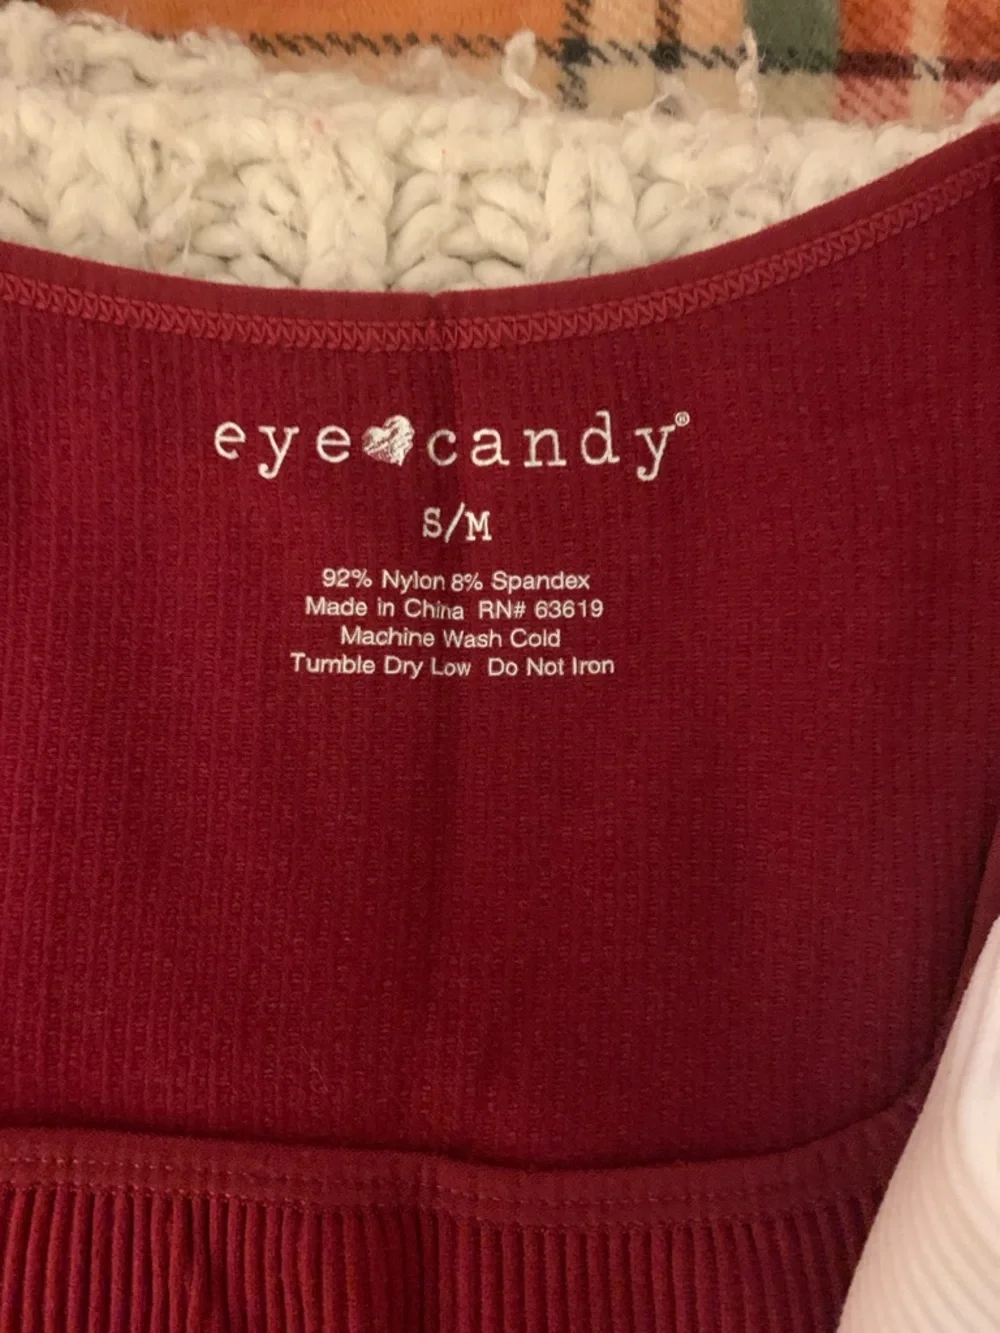 eye candy®
S/M
92% Nylon 8% Spandex
Made in China RN# 63619
Machine Wash Cold
Tumble Dry Low Do Not Iron